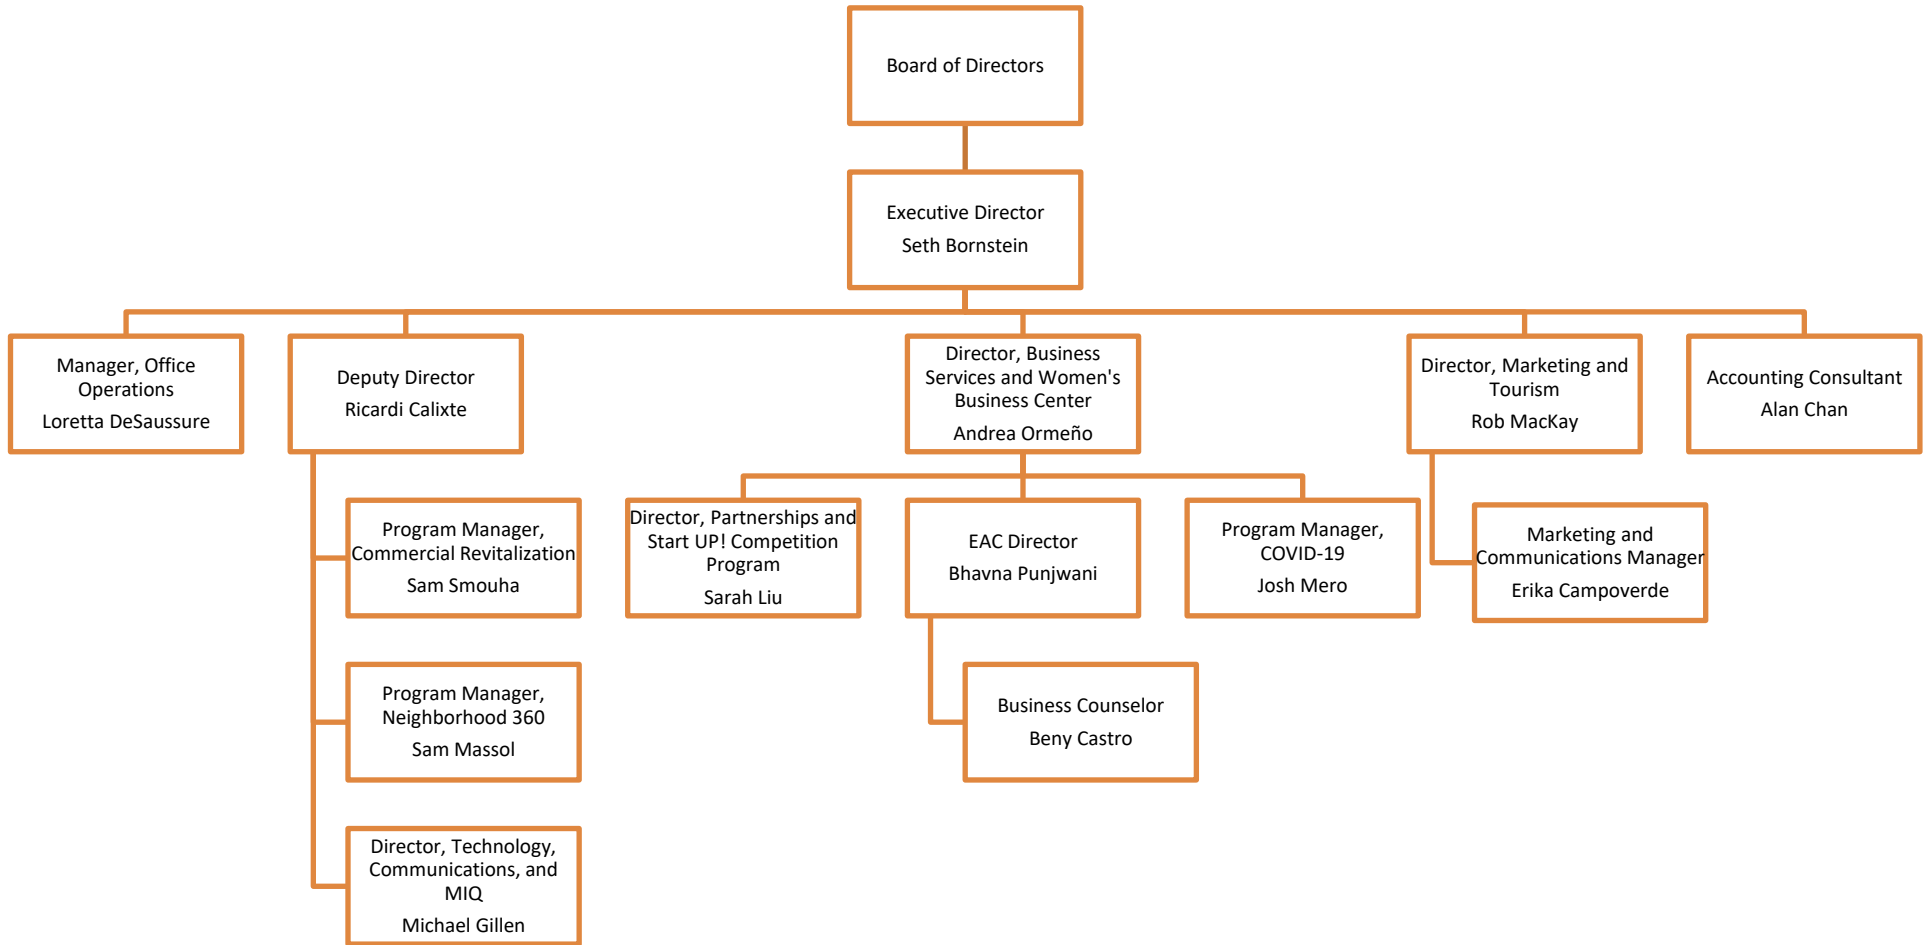 Board of Directors
Executive Director
Seth Bornstein
Manager, Office
Operations
Loretta DeSaussure
Deputy Director
Ricardi Calixte
Director, Business
Services and Women's
Business Center
Andrea Ormeño
Director, Marketing and
Tourism
Rob MacKay
Accounting Consultant
Alan Chan
Program Manager,
Commercial Revitalization
Sam Smouha
Program Manager,
Neighborhood 360
Sam Massol
Director, Technology,
Communications, and
MIQ
Michael Gillen
Director, Partnerships and
Start UP! Competition
Program
Sarah Liu
EAC Director
Bhavna Punjwani
Business Counselor
Beny Castro
Program Manager,
COVID-19
Josh Mero
Marketing and
Communications Manager
Erika Campoverde